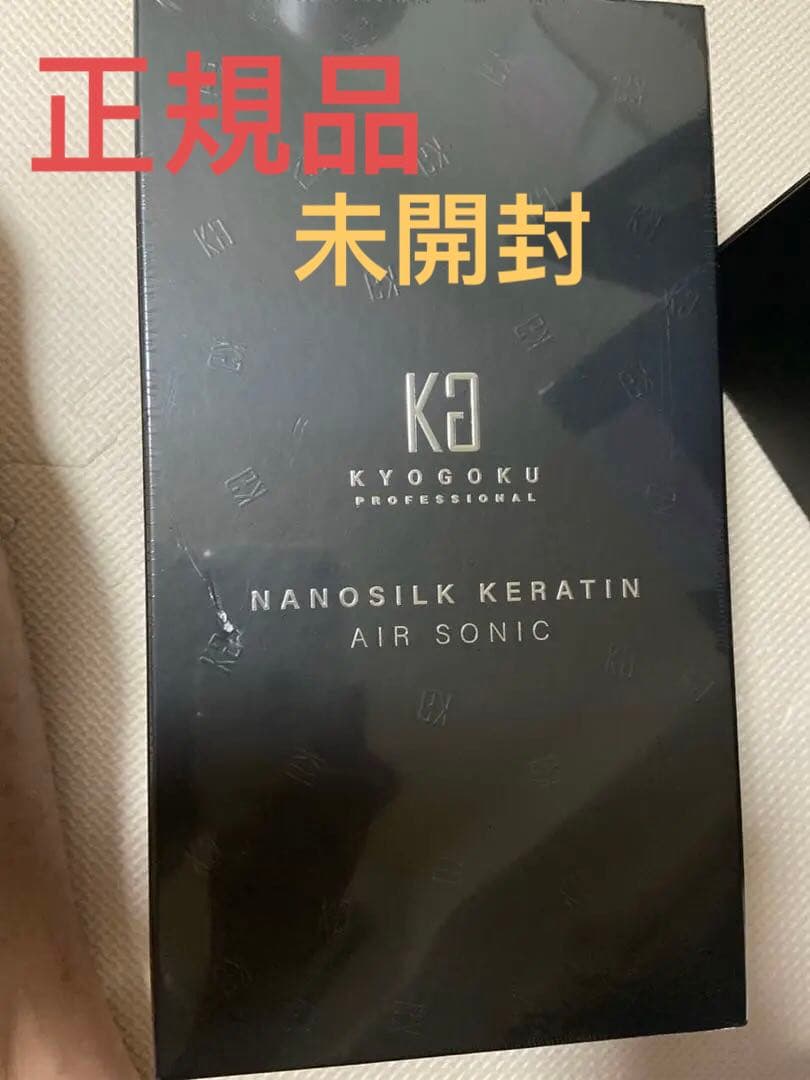 正規品
未開封
KG
KYOGOKU
PROFESSIONAL
NANOSILK KERATIN
AIR SONIC